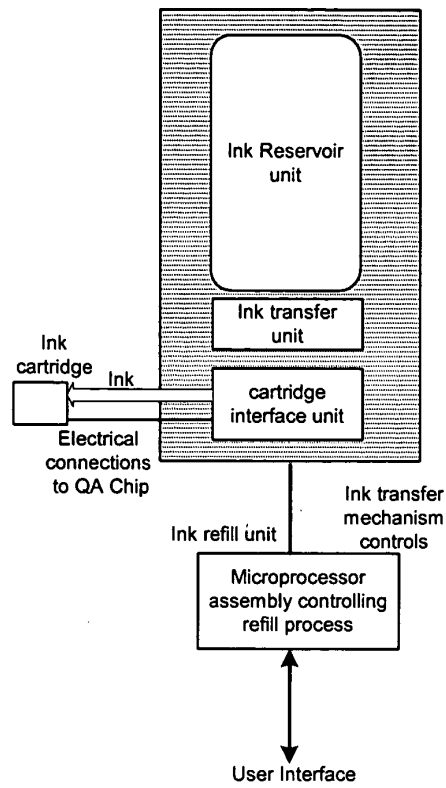 Ink Reservoir
unit
Ink transfer
unit
Ink
cartridge
Ink
cartridge
interface unit
Electrical
connections
to QA Chip
Ink transfer
mechanism
controls
Ink refill unit
Microprocessor
assembly controlling
refill process
User Interface